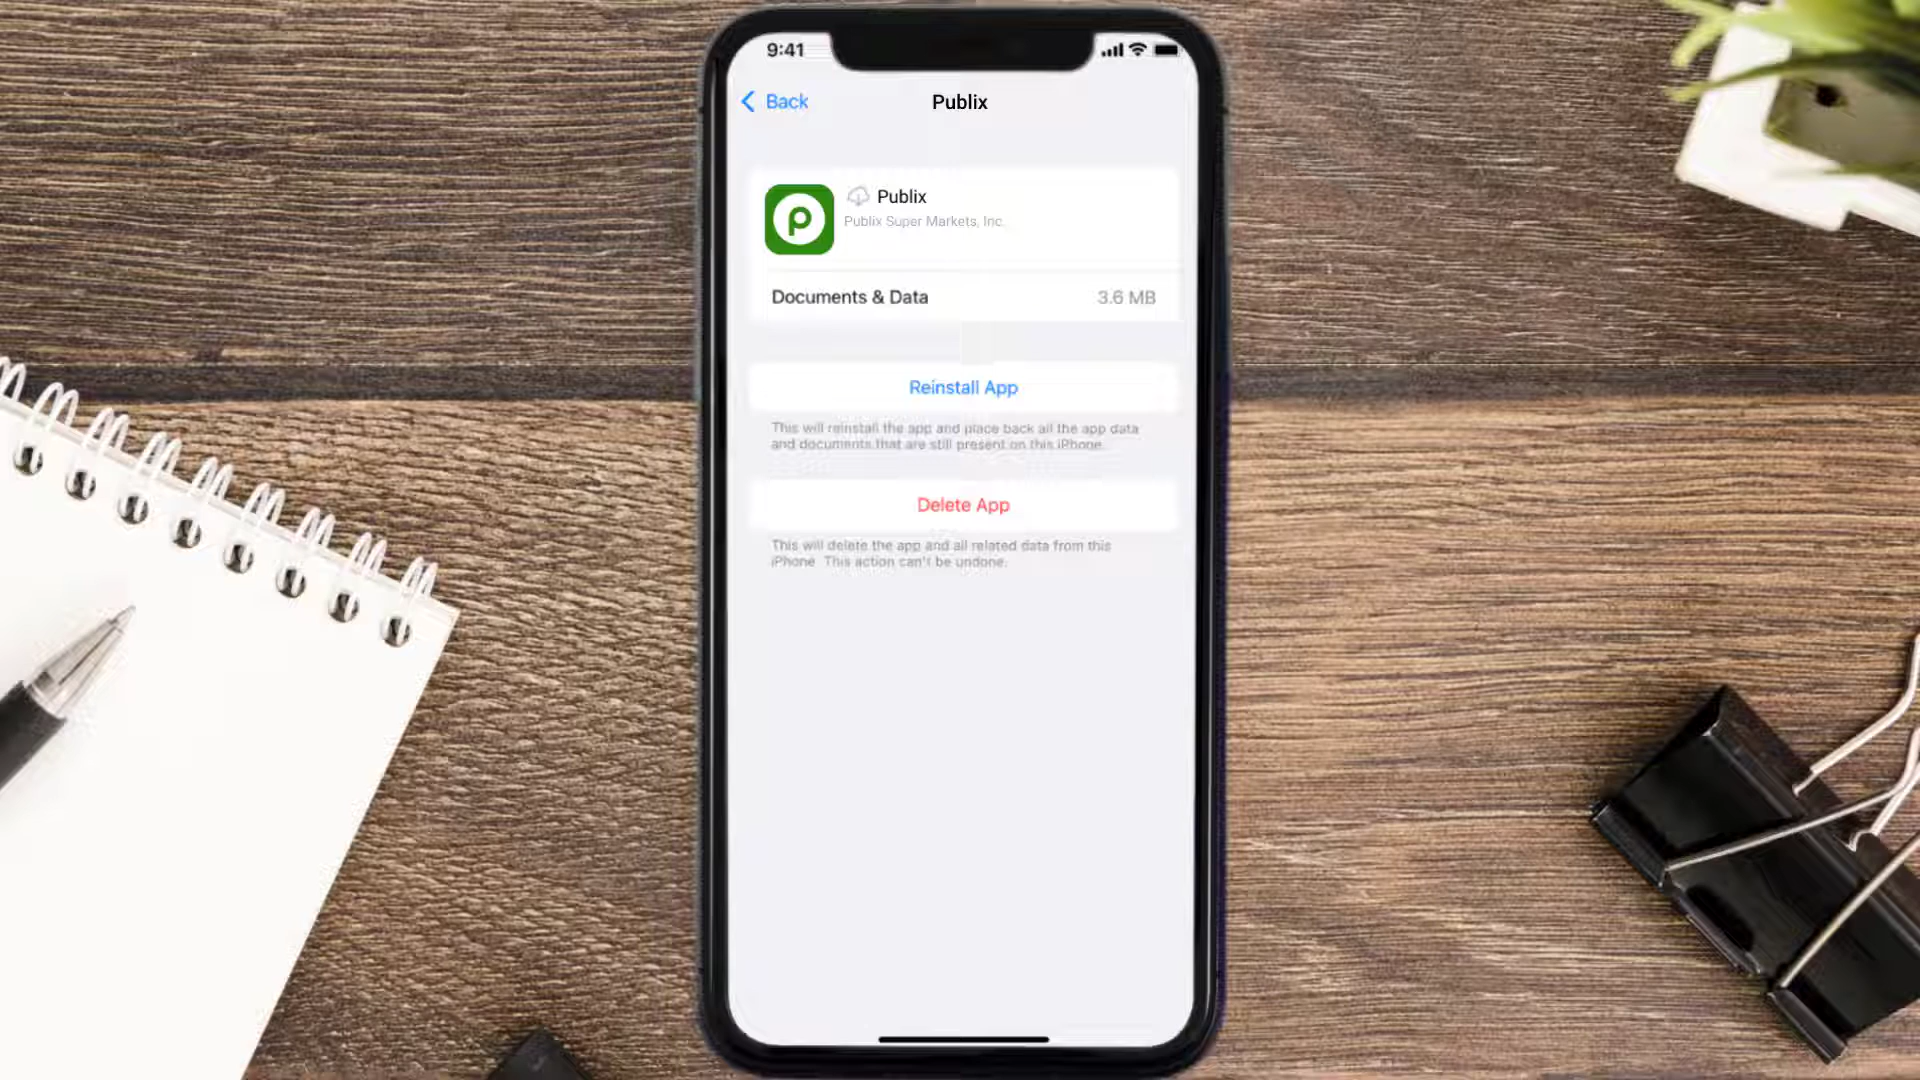 9:41
Back
Publix
Publix
Publix Super Markets, Inc.
Documents & Data
3.6 MB
Reinstall App
This will reinstall the app and place back all the app data
and documents that are still present on this iPhone.
Delete App
This will delete the app and all related data from this
iPhone. This action can't be undone.